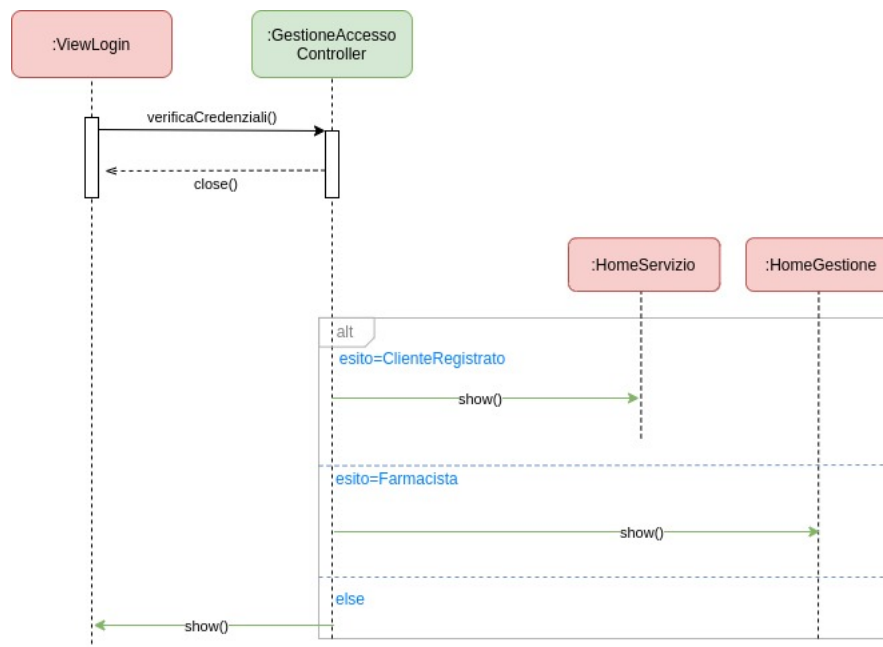 :ViewLogin
:GestioneAccesso
Controller
verificaCredenziali()
close()
:HomeServizio
:HomeGestione
alt
esito=ClienteRegistrato
show()
esito=Farmacista
show()
else
show()